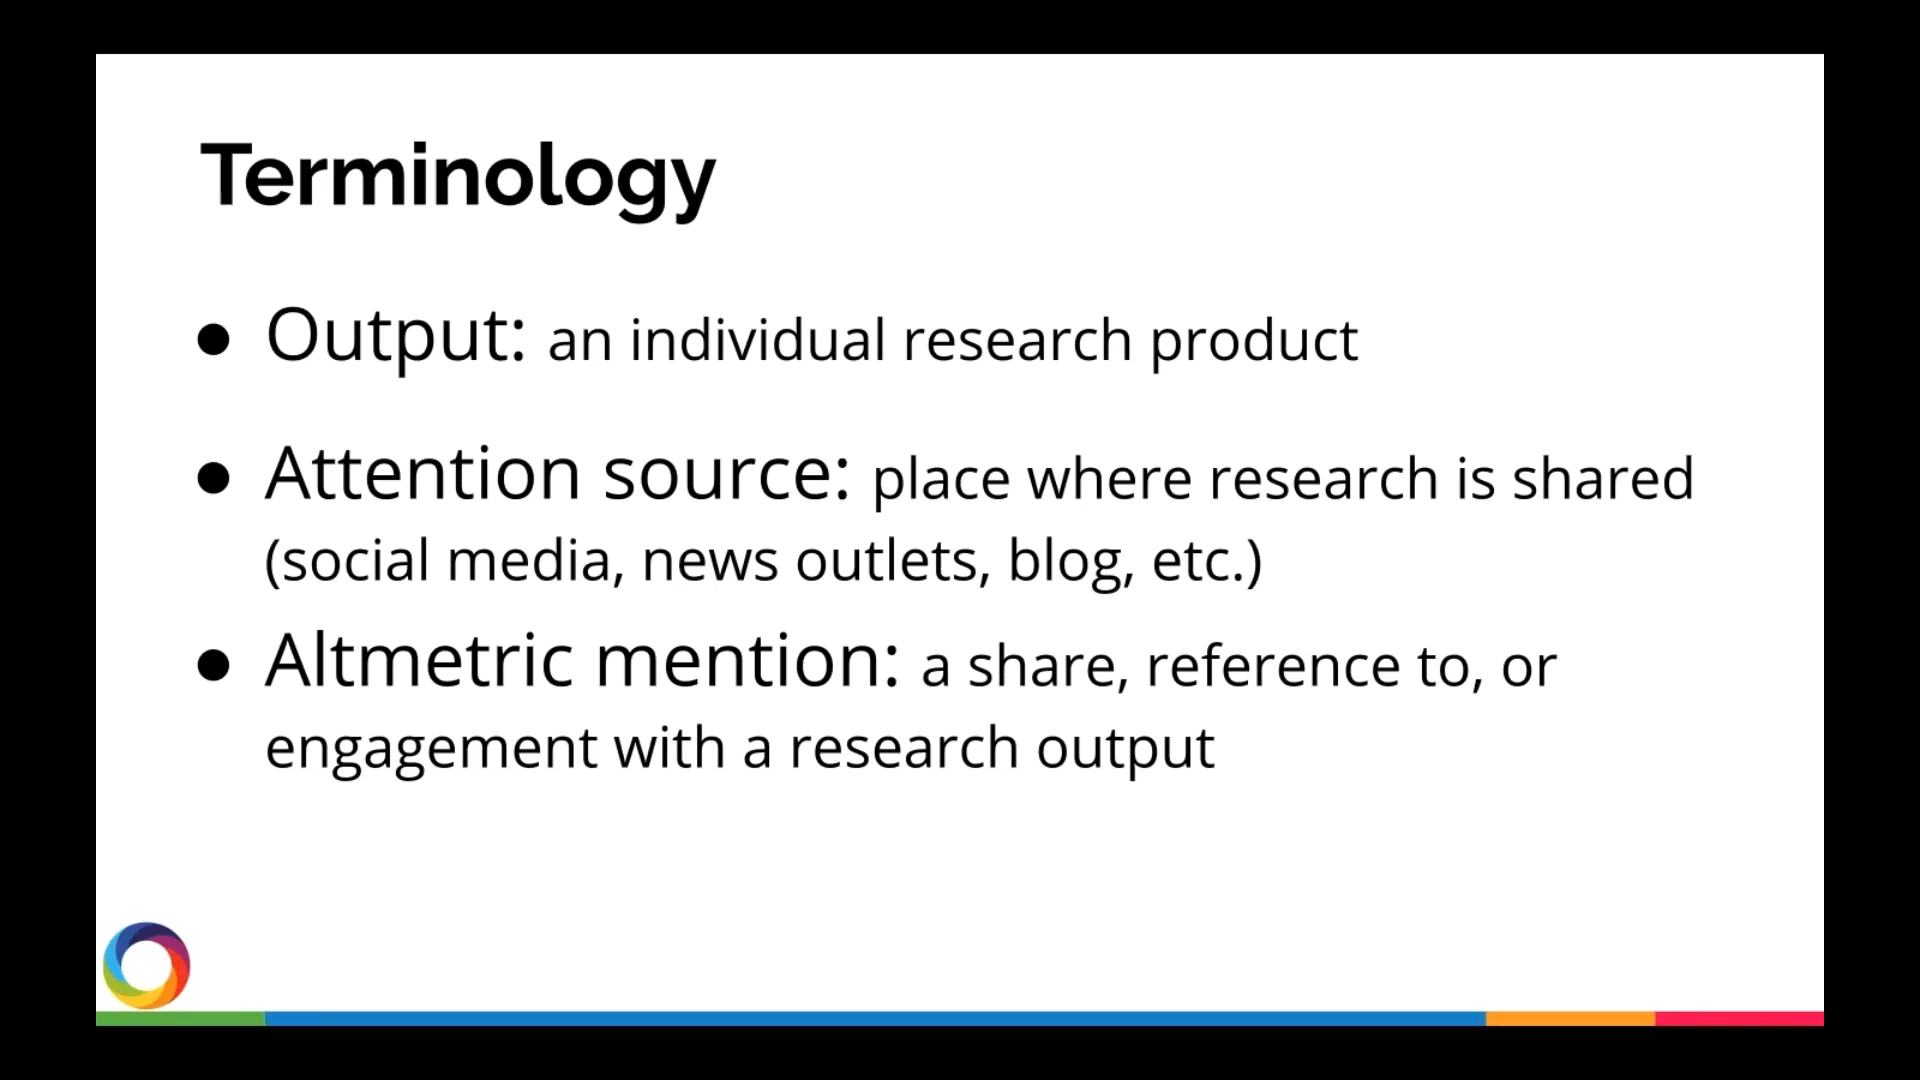 Terminology
● Output: an individual research product
● Attention source: place where research is shared
(social media, news outlets, blog, etc.)
● Altmetric mention: a share, reference to, or
engagement with a research output